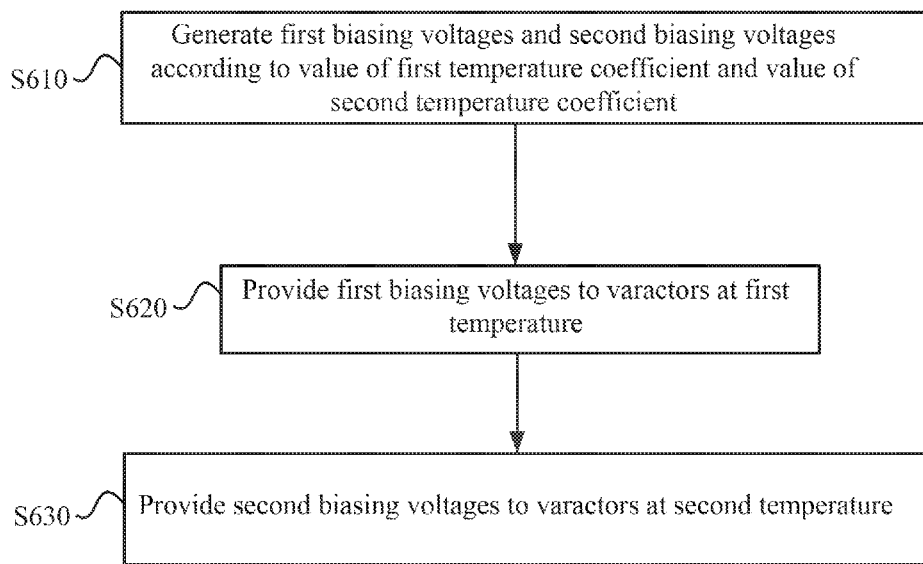 Generate first biasing voltages and second biasing voltages
S610
according to value of first temperature coefficient and value of
second temperature coefficient
Provide first biasing voltages to varactors at first
S620
temperature
S630
Provide second biasing voltages to varactors at second temperature